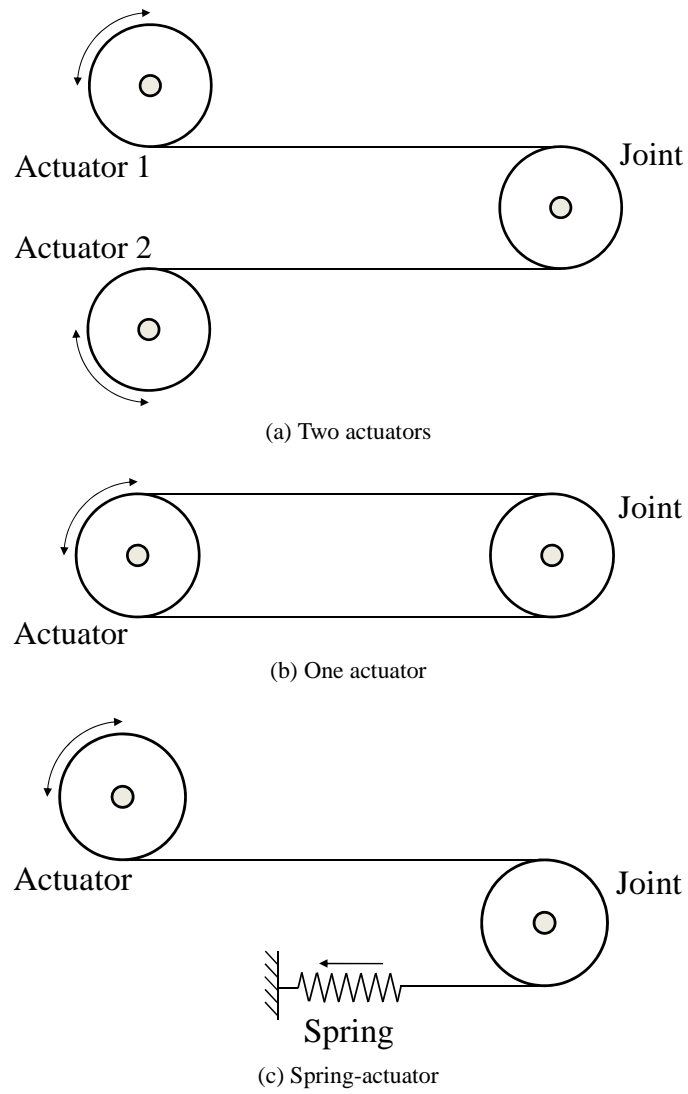 Actuator 1
Joint
Actuator 2
(a) Two actuators
Joint
Actuator
(b) One actuator
Actuator
Joint
Spring
(c) Spring-actuator